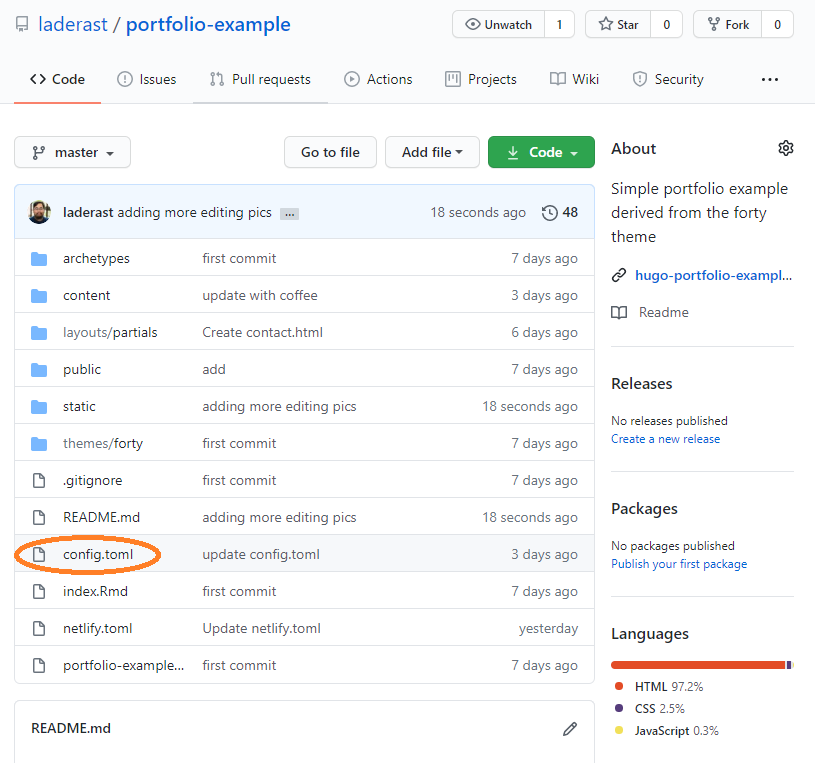 laderast / portfolio-example
Unwatch 1 Star 0 Fork 0
Code Issues Pull requests Actions Projects Wiki Security ...
master Go to file Add file Code
laderast adding more editing pics ... 18 seconds ago 48
archetypes first commit 7 days ago
content update with coffee 3 days ago
layouts/partials Create contact.html 6 days ago
public add 7 days ago
static adding more editing pics 18 seconds ago
themes/forty first commit 7 days ago
.gitignore first commit 7 days ago
README.md adding more editing pics 18 seconds ago
config.toml update config.toml 3 days ago
index.Rmd first commit 7 days ago
netlify.toml Update netlify.toml yesterday
portfolio-example... first commit 7 days ago
README.md
About
Simple portfolio example
derived from the forty
theme
hugo-portfolio-exampl...
Readme
Releases
No releases published
Create a new release
Packages
No packages published
Publish your first package
Languages
HTML 97.2%
CSS 2.5%
JavaScript 0.3%